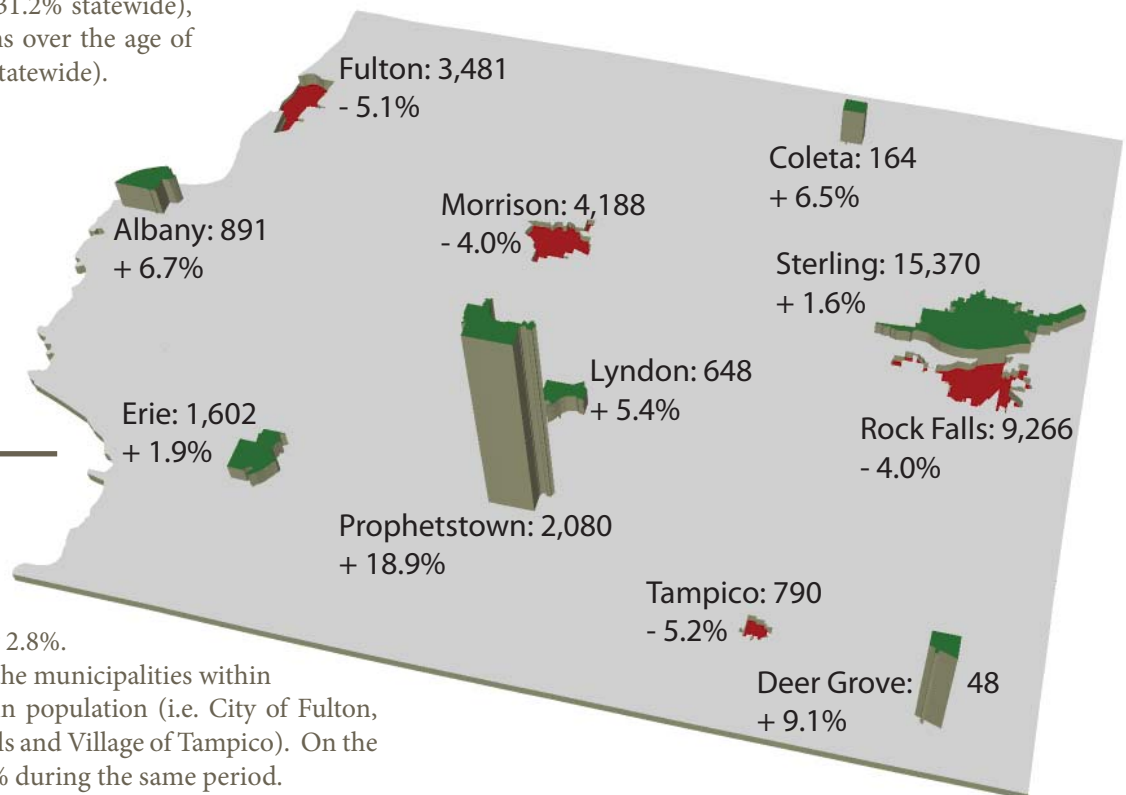 31.2% statewide),
over the age of
statewide).
Fulton: 3,481
- 5.1%
Coleta: 164
+ 6.5%
Morrison: 4,188
- 4.0%
Albany: 891
+ 6.7%
Sterling: 15,370
+ 1.6%
Lyndon: 648
+ 5.4%
Erie: 1,602
+ 1.9%
Rock Falls: 9,266
- 4.0%
Prophetstown: 2,080
+ 18.9%
Tampico: 790
- 5.2%
Deer Grove: 48
+ 9.1%
2.8%.
the municipalities within
in population (i.e. City of Fulton,
and Village of Tampico). On the
% during the same period.